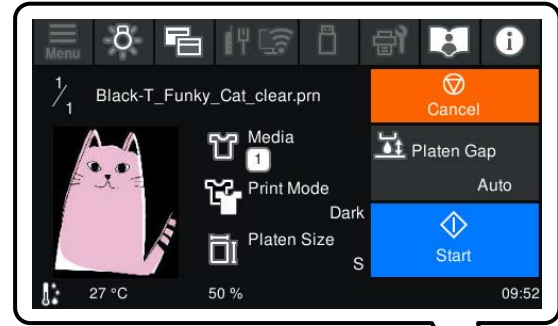 Menu
1/1 Black-T_Funky_Cat_clear.prn
Cancel
Media
1
Platen Gap
Auto
Print Mode
Dark
Platen Size
S
Start
27 °C 50 % 09:52